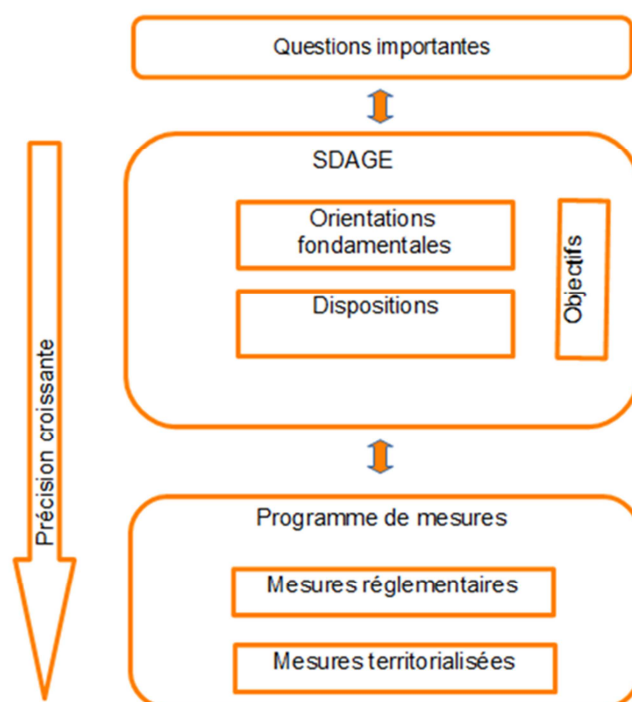 Questions importantes
SDAGE
Orientations
fondamentales
Dispositions
Objectifs
Précision croissante
Programme de mesures
Mesures réglementaires
Mesures territorialisées